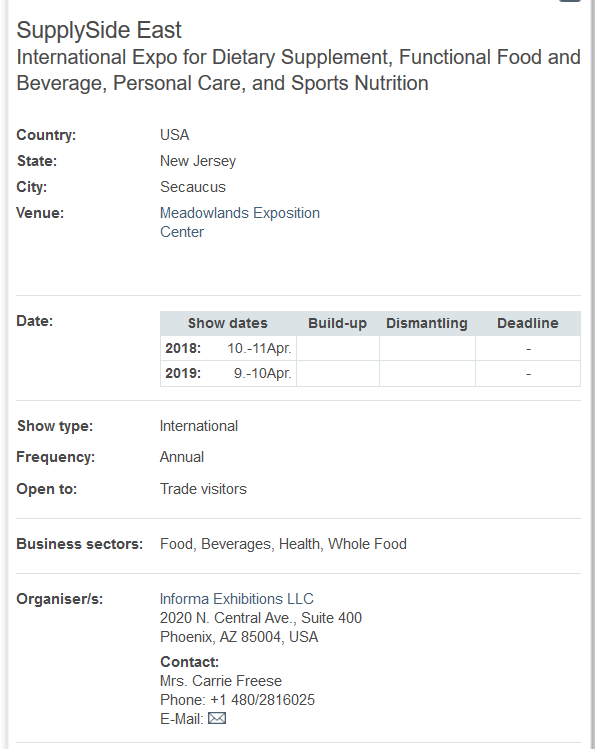 SupplySide East
International Expo for Dietary Supplement, Functional Food and
Beverage, Personal Care, and Sports Nutrition
Country: USA
State: New Jersey
City: Secaucus
Venue: Meadowlands Exposition
Center
Date: Show dates Build-up Dismantling Deadline
2018: 10.-11Apr. -
2019: 9.-10Apr. -
Show type: International
Frequency: Annual
Open to: Trade visitors
Business sectors: Food, Beverages, Health, Whole Food
Organiser/s: Informa Exhibitions LLC
2020 N. Central Ave., Suite 400
Phoenix, AZ 85004, USA
Contact:
Mrs. Carrie Freese
Phone: +1 480/2816025
E-Mail: